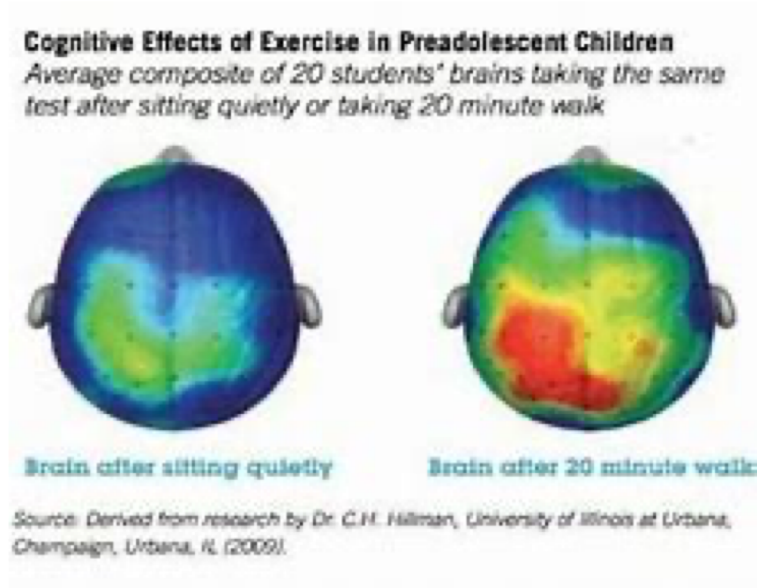 Cognitive Effects of Exercise in Preadolescent Children
Average composite of 20 students' brains taking the same
test after sitting quietly or taking 20 minute walk
Brain after sitting quietly
Brain after 20 minute walk
Source: Derived from research by Dr. C.H. Hillman, University of Illinois at Urbana,
Champaign, Urbana, IL (2009).